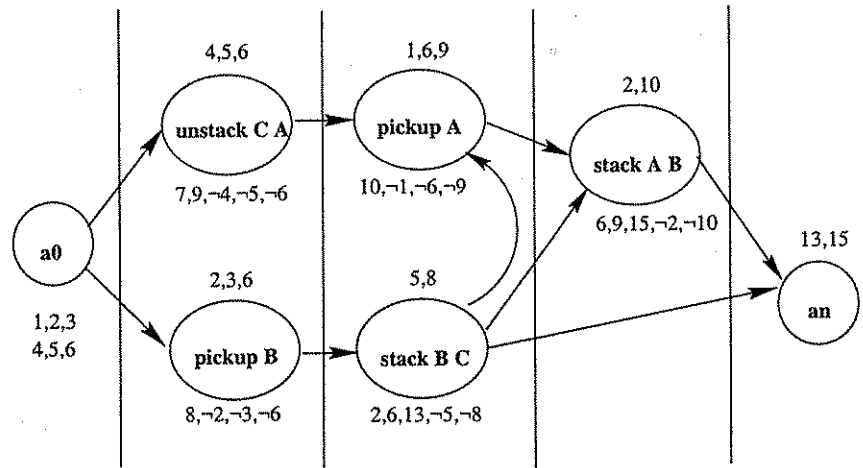 4,5,6
1,6,9
2,10
unstack C A
pickup A
stack A B
7,9,¬4,¬5,¬6
10,¬1,¬6,¬9
6,9,15,¬2,¬10
a0
13,15
2,3,6
5,8
an
1,2,3
4,5,6
pickup B
stack B C
8,¬2,¬3,¬6
2,6,13,¬5,¬8